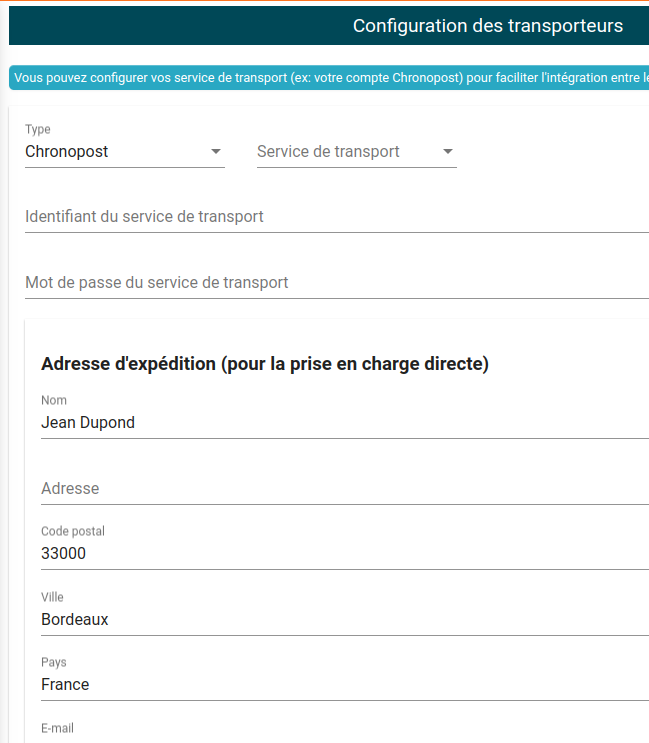 Configuration des transporteurs
Vous pouvez configurer vos service de transport (ex: votre compte Chronopost) pour faciliter l'intégration entre
Type
Chronopost
Service de transport
Identifiant du service de transport
Mot de passe du service de transport
Adresse d'expédition (pour la prise en charge directe)
Nom
Jean Dupond
Adresse
Code postal
33000
Ville
Bordeaux
Pays
France
E-mail